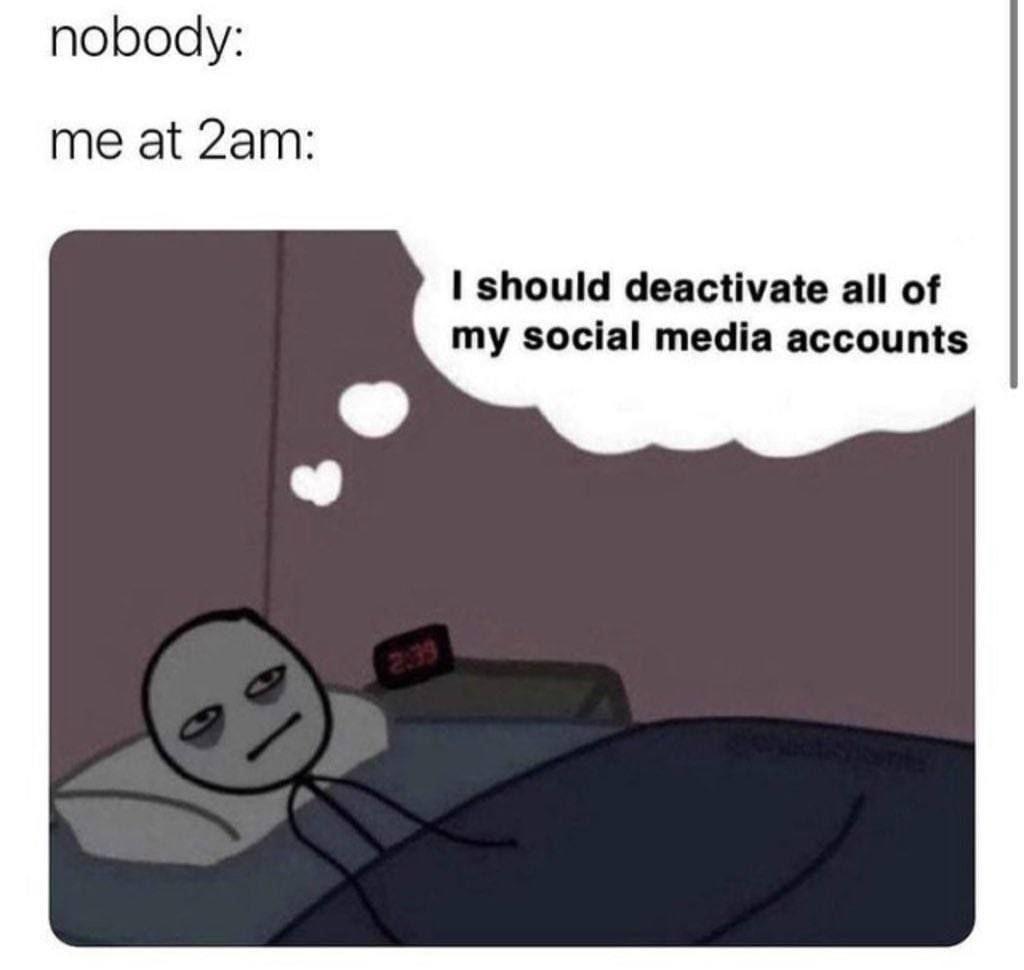 nobody:
me at 2am:
I should deactivate all of
my social media accounts